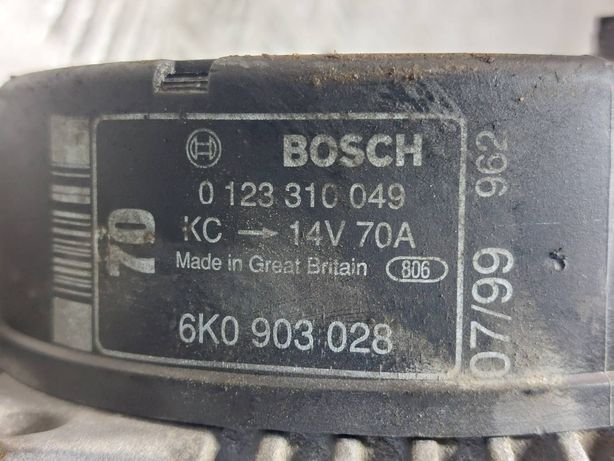 BOSCH
0 123 310 049
KC → 14V 70A
Made in Great Britain 806
6K0 903 028
70
07/99 962